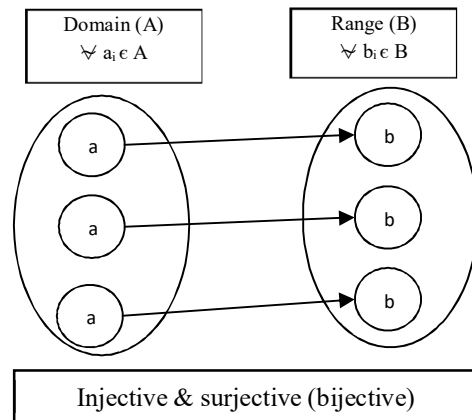 Domain (A)
∀ aᵢ ϵ A
Range (B)
∀ bᵢ ϵ B
a
b
a
b
a
b
Injective & surjective (bijective)